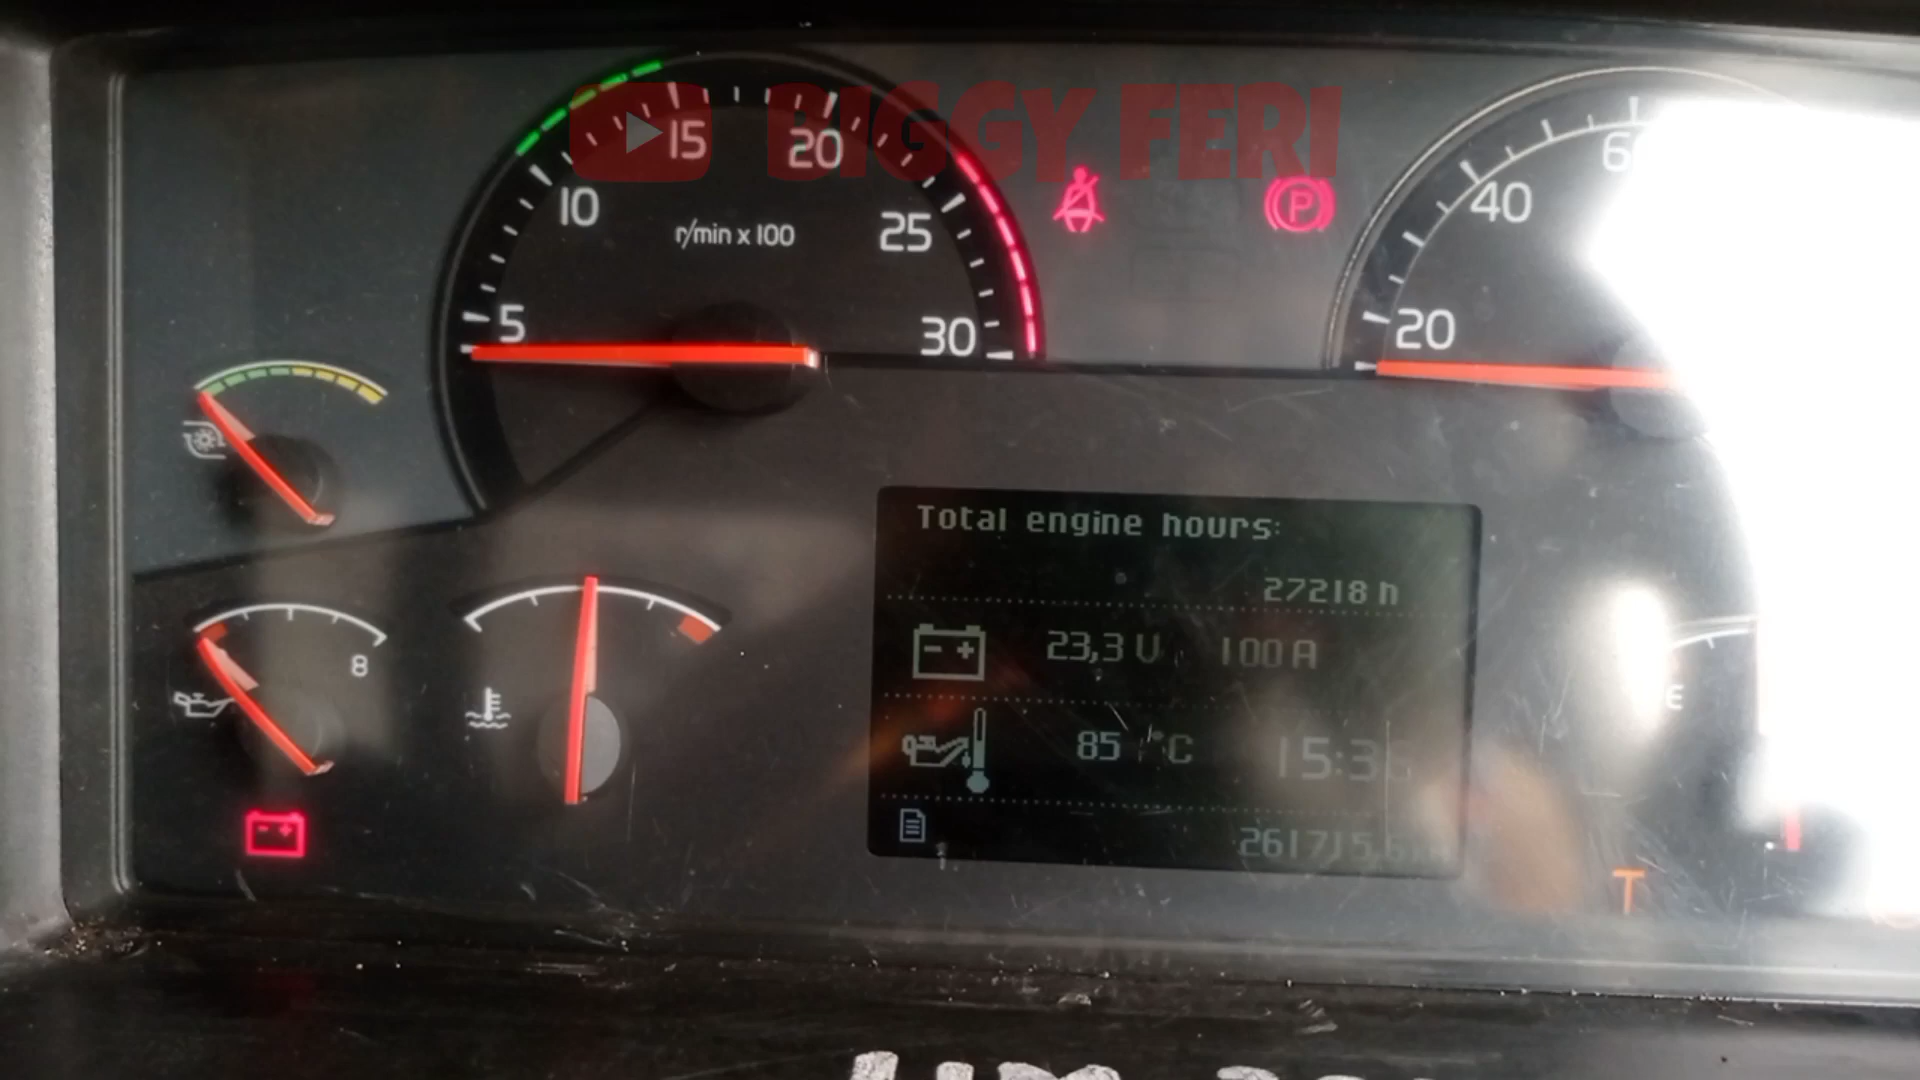 BIGGY FERI
5
10
15
20
25
30
r/min x 100
P
20
40
8
Total engine hours:
27218 h
23,3 V 100 A
85 °C
E
T